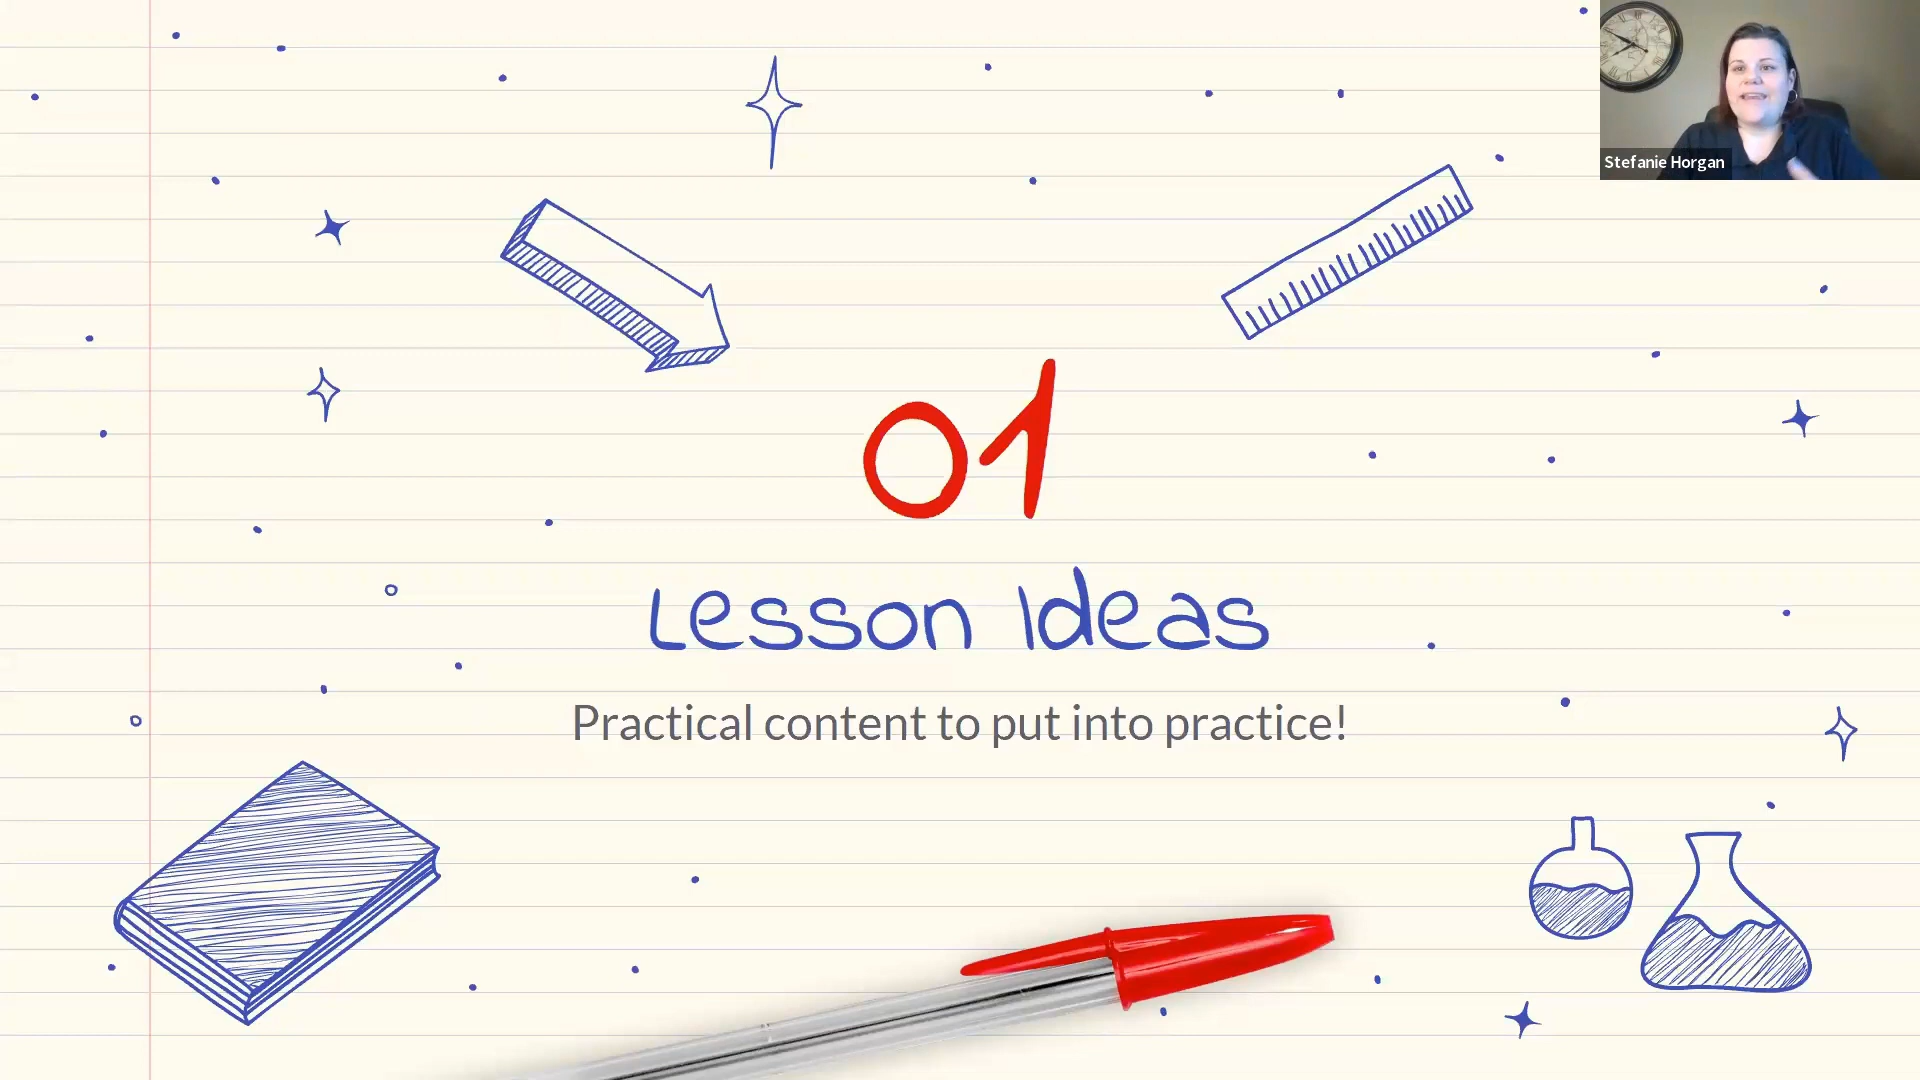 Stefanie Horgan
01
Lesson Ideas
Practical content to put into practice!